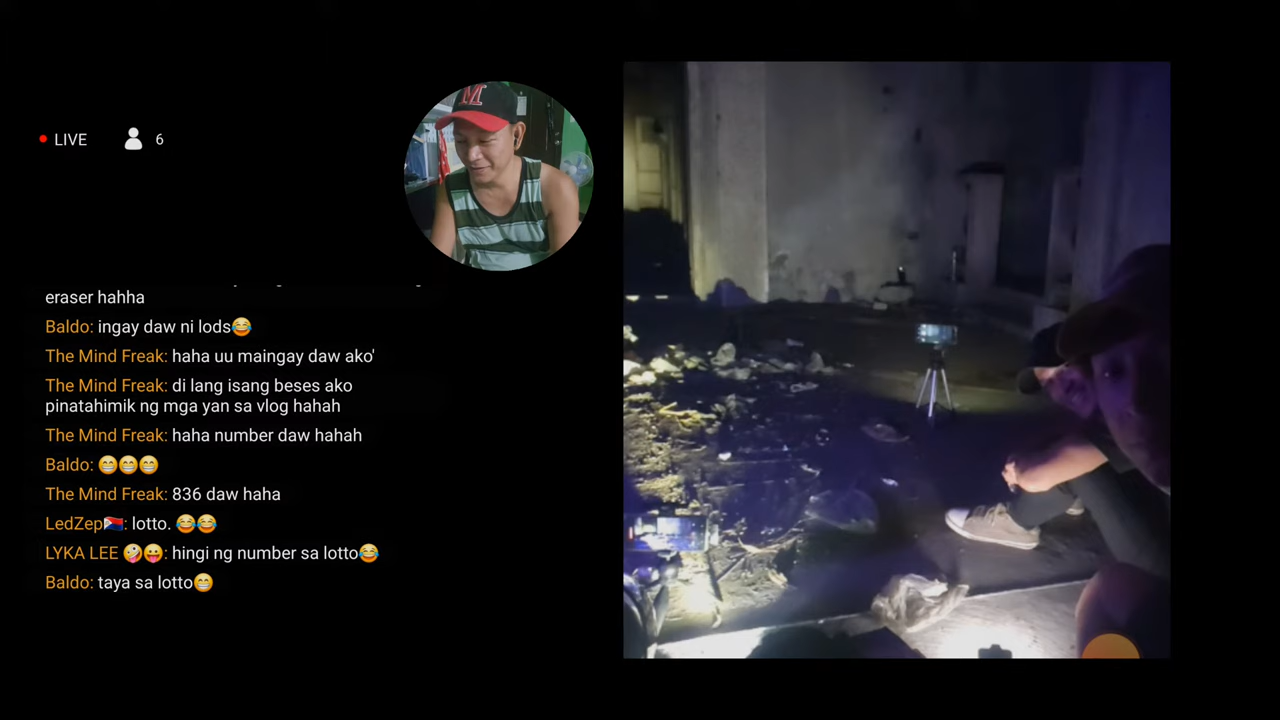 LIVE 6
M
eraser hahha
Baldo: ingay daw ni lods😂
The Mind Freak: haha uu maingay daw ako'
The Mind Freak: di lang isang beses ako
pinatahimik ng mga yan sa vlog hahah
The Mind Freak: haha number daw hahah
Baldo: 😁😁😁
The Mind Freak: 836 daw haha
LedZep🇵🇭: lotto. 😂😂
LYKA LEE 🤪😜: hingi ng number sa lotto😂
Baldo: taya sa lotto😁